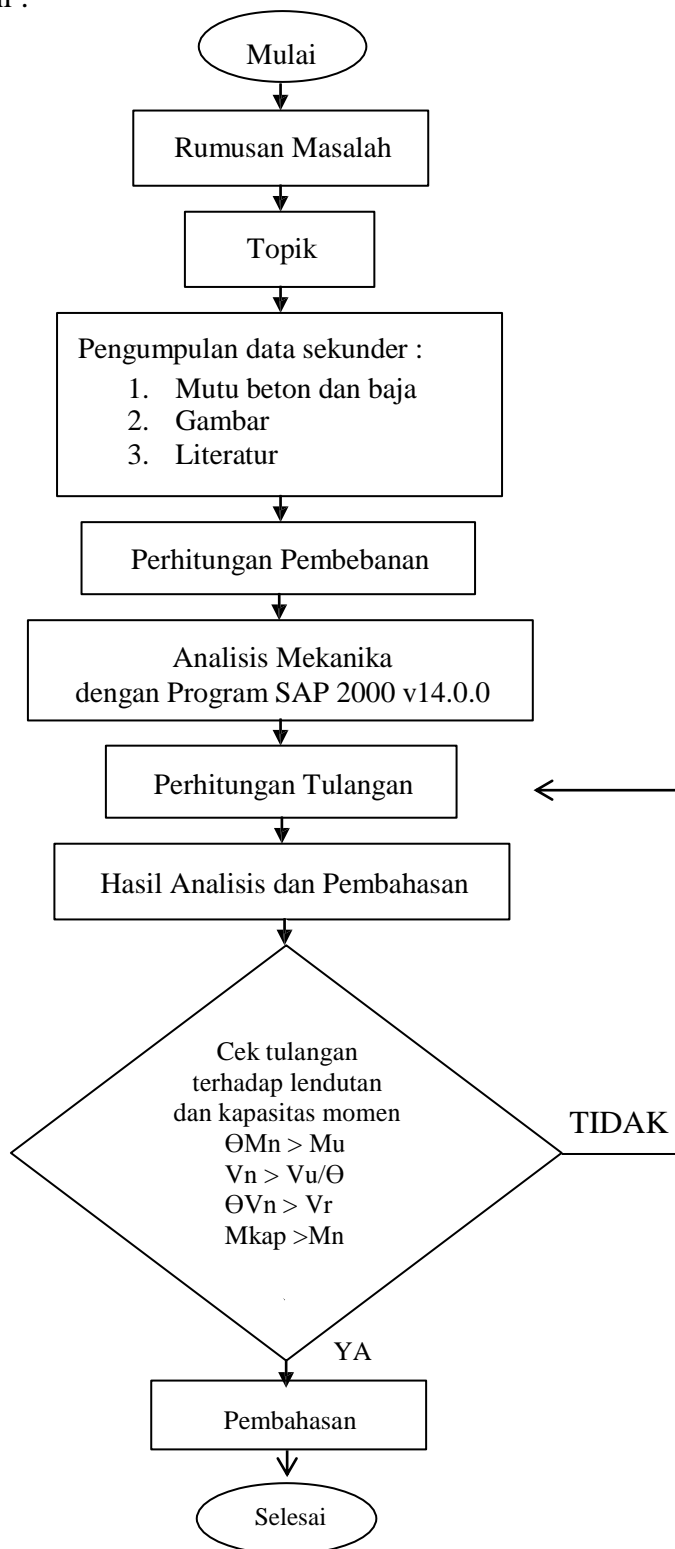 Mulai
Rumusan Masalah
Topik
Pengumpulan data sekunder :
1. Mutu beton dan baja
2. Gambar
3. Literatur
Perhitungan Pembebanan
Analisis Mekanika
dengan Program SAP 2000 v14.0.0
Perhitungan Tulangan
Hasil Analisis dan Pembahasan
Cek tulangan
terhadap lendutan
dan kapasitas momen
ϴMn > Mu
Vn > Vu/ϴ
ϴVn > Vr
Mkap >Mn
TIDAK
YA
Pembahasan
Selesai